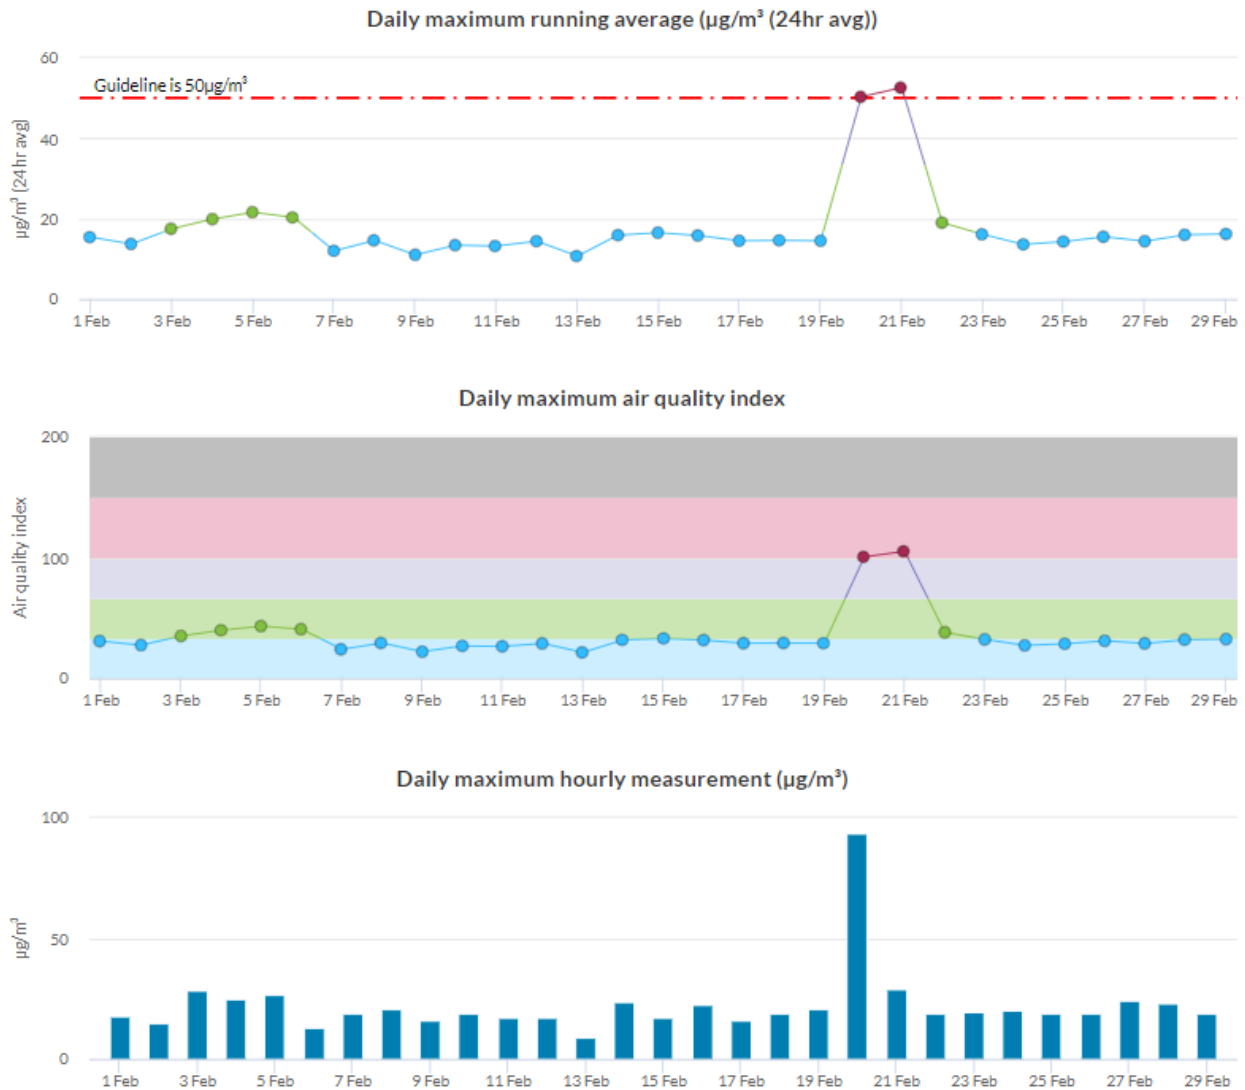 Daily maximum running average (µg/m³ (24hr avg))
60
Guideline is 50µg/m³
40
20
0
µg/m³ (24hr avg)
1 Feb 3 Feb 5 Feb 7 Feb 9 Feb 11 Feb 13 Feb 15 Feb 17 Feb 19 Feb 21 Feb 23 Feb 25 Feb 27 Feb 29 Feb
Daily maximum air quality index
200
100
0
Air quality index
1 Feb 3 Feb 5 Feb 7 Feb 9 Feb 11 Feb 13 Feb 15 Feb 17 Feb 19 Feb 21 Feb 23 Feb 25 Feb 27 Feb 29 Feb
Daily maximum hourly measurement (µg/m³)
100
50
0
µg/m³
1 Feb 3 Feb 5 Feb 7 Feb 9 Feb 11 Feb 13 Feb 15 Feb 17 Feb 19 Feb 21 Feb 23 Feb 25 Feb 27 Feb 29 Feb